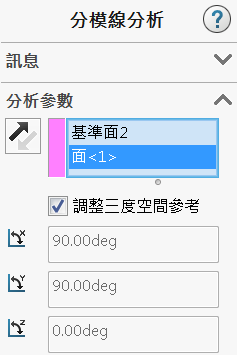 分模線分析 ?
訊息
分析參數
基準面2
面<1>
調整三度空間參考
X 90.00deg
Y 90.00deg
Z 0.00deg